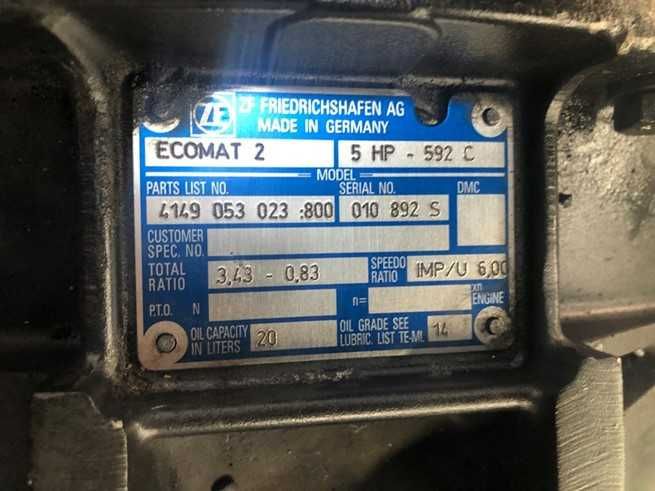 ZF ZF FRIEDRICHSHAFEN AG
MADE IN GERMANY
ECOMAT 2 5 HP - 592 C
MODEL
PARTS LIST NO. SERIAL NO. DMC
4149 053 023 :800 010 892 S
CUSTOMER
SPEC. NO.
TOTAL
RATIO 3,43 - 0,83 SPEEDO
RATIO IMP/U 6,00
P.T.O. N n= xn
ENGINE
OIL CAPACITY
IN LITERS 20 OIL GRADE SEE
LUBRIC. LIST TE-ML 14